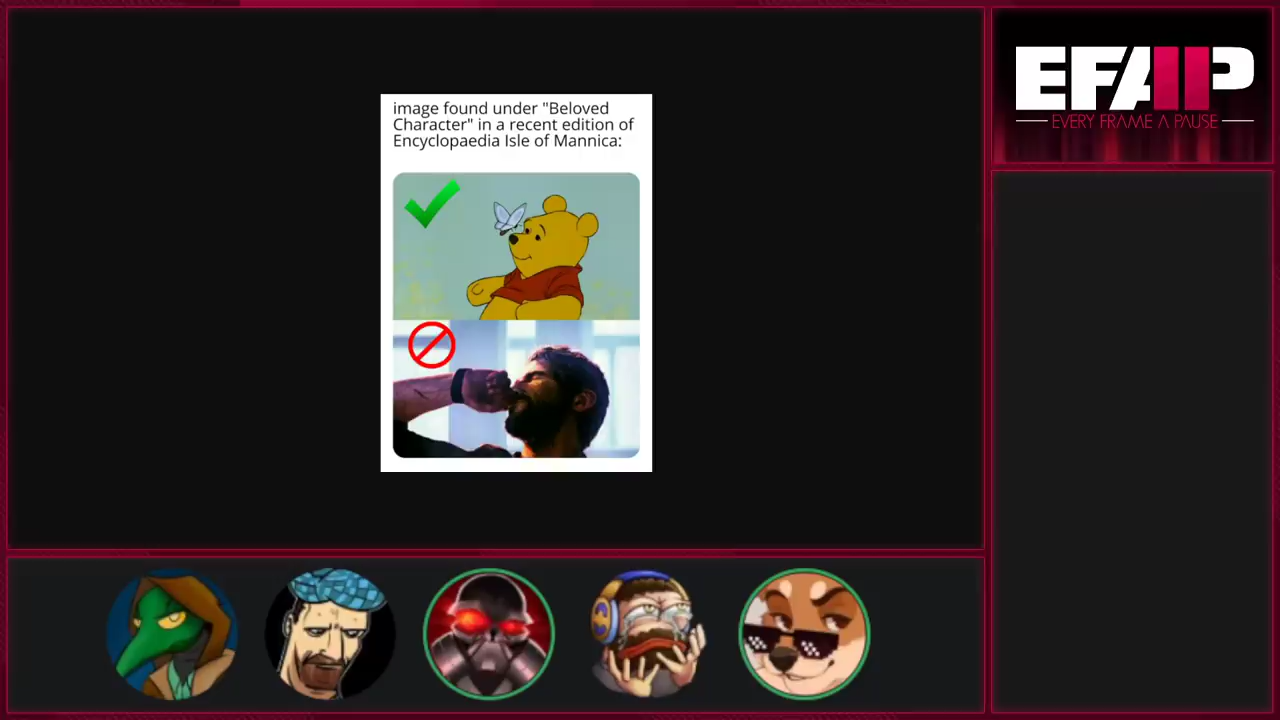 image found under "Beloved
Character" in a recent edition of
Encyclopaedia Isle of Mannica:
EFAP
EVERY FRAME A PAUSE